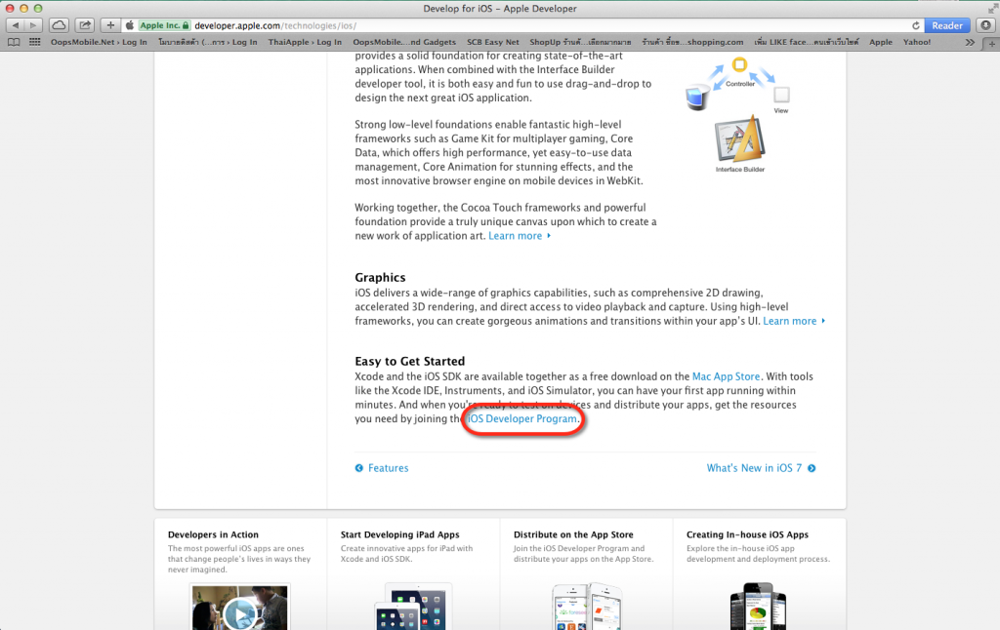 Develop for iOS – Apple Developer
Apple Inc. developer.apple.com/technologies/ios/ Reader
OopsMobile.Net › Log In โมบายดิสคัส (...การ › Log In ThaiApple › Log In OopsMobile....nd Gadgets SCB Easy Net ShopUp ร้านค้...เลือกมากมาย ร้านค้า ซื้อข...shopping.com เพิ่ม LIKE face...คนเข้าเว็บไซต์ Apple Yahoo!
provides a solid foundation for creating state-of-the-art
applications. When combined with the Interface Builder
developer tool, it is both easy and fun to use drag-and-drop to
design the next great iOS application.
Controller
View
Interface Builder
Strong low-level foundations enable fantastic high-level
frameworks such as Game Kit for multiplayer gaming, Core
Data, which offers high performance, yet easy-to-use data
management, Core Animation for stunning effects, and the
most innovative browser engine on mobile devices in WebKit.
Working together, the Cocoa Touch frameworks and powerful
foundation provide a truly unique canvas upon which to create a
new work of application art. Learn more
Graphics
iOS delivers a wide-range of graphics capabilities, such as comprehensive 2D drawing,
accelerated 3D rendering, and direct access to video playback and capture. Using high-level
frameworks, you can create gorgeous animations and transitions within your app's UI. Learn more
Easy to Get Started
Xcode and the iOS SDK are available together as a free download on the Mac App Store. With tools
like the Xcode IDE, Instruments, and iOS Simulator, you can have your first app running within
minutes. And when you're ready to test on devices and distribute your apps, get the resources
you need by joining the iOS Developer Program.
Features
What's New in iOS 7
Developers in Action
The most powerful iOS apps are ones
that change people's lives in ways they
never imagined.
Start Developing iPad Apps
Create innovative apps for iPad with
Xcode and iOS SDK.
Distribute on the App Store
Join the iOS Developer Program and
distribute your apps on the App Store.
Creating In-house iOS Apps
Explore the in-house iOS app
development and deployment process.